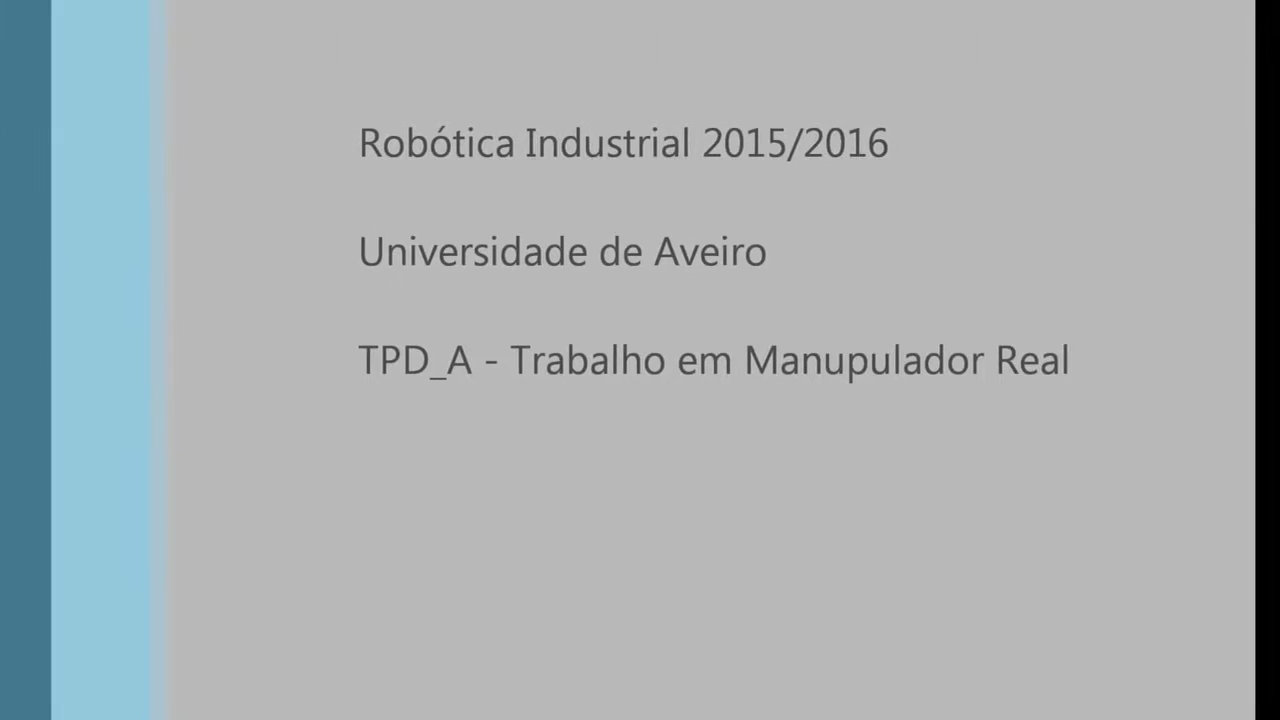 Robótica Industrial 2015/2016
Universidade de Aveiro
TPD_A - Trabalho em Manupulador Real